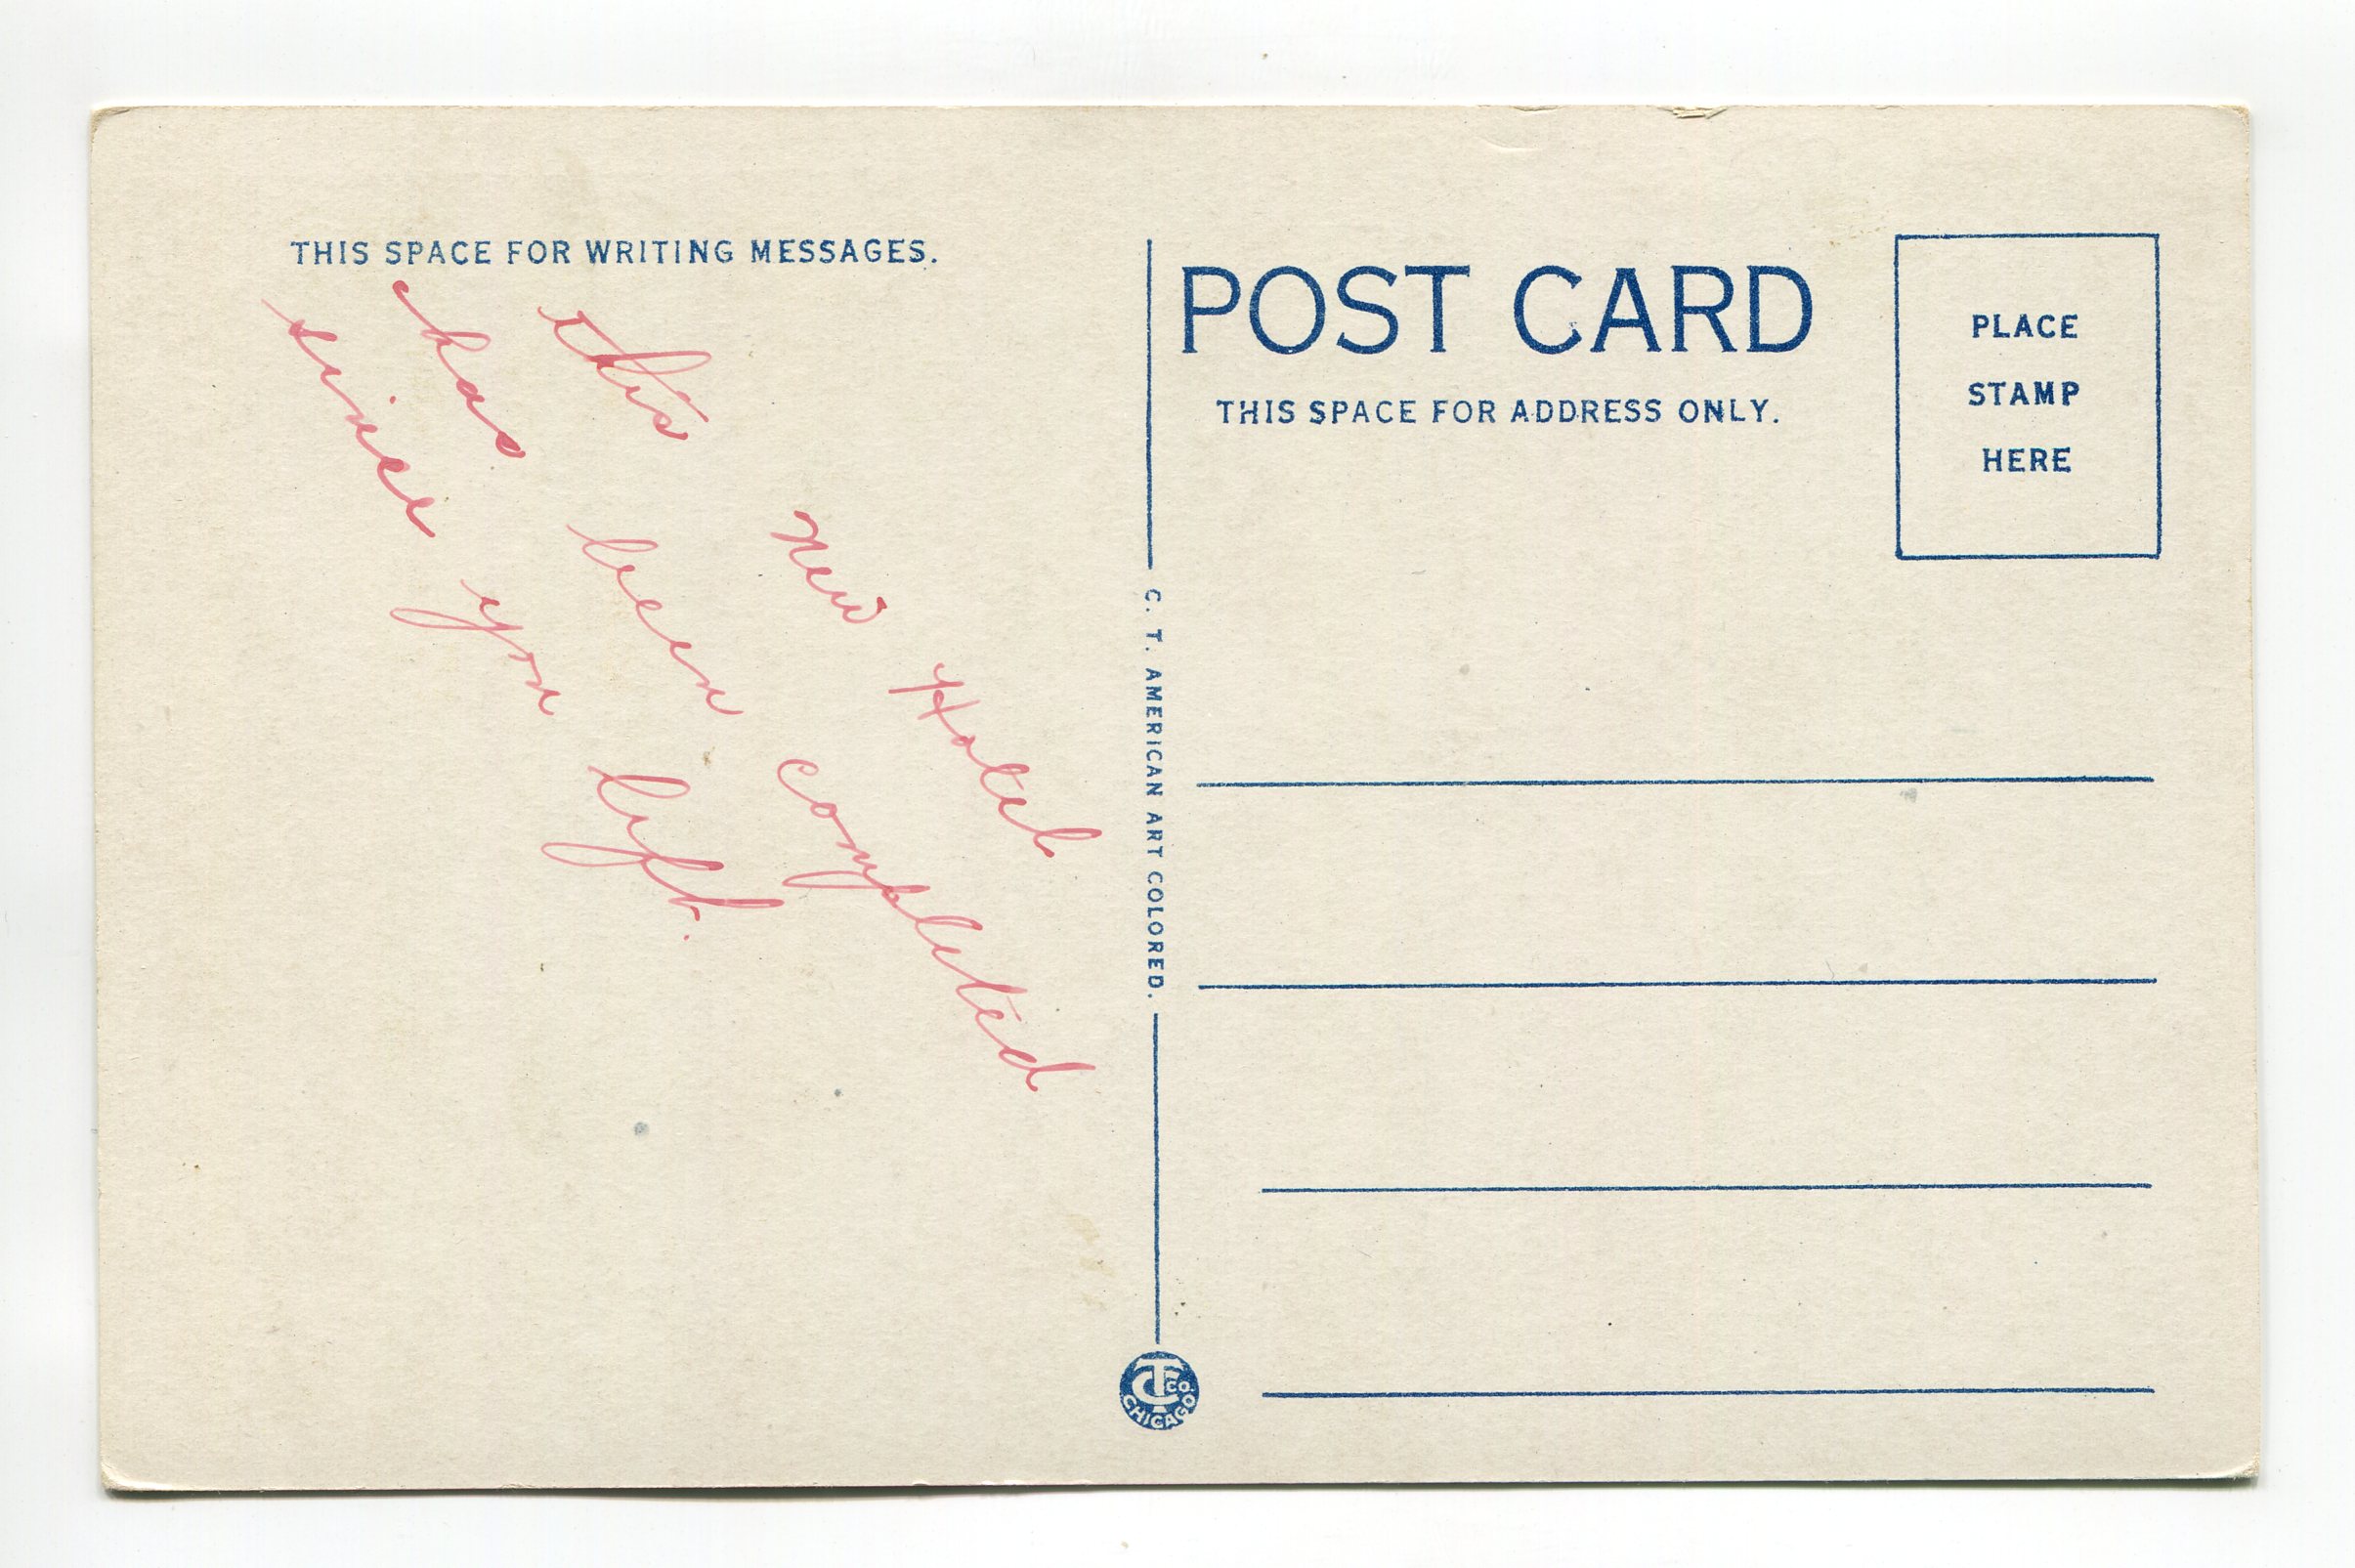 THIS SPACE FOR WRITING MESSAGES.
this new Hotel
has been completed
since you left.
POST CARD
THIS SPACE FOR ADDRESS ONLY.
PLACE
STAMP
HERE
C. T. AMERICAN ART COLORED.
CT CO.
CHICAGO